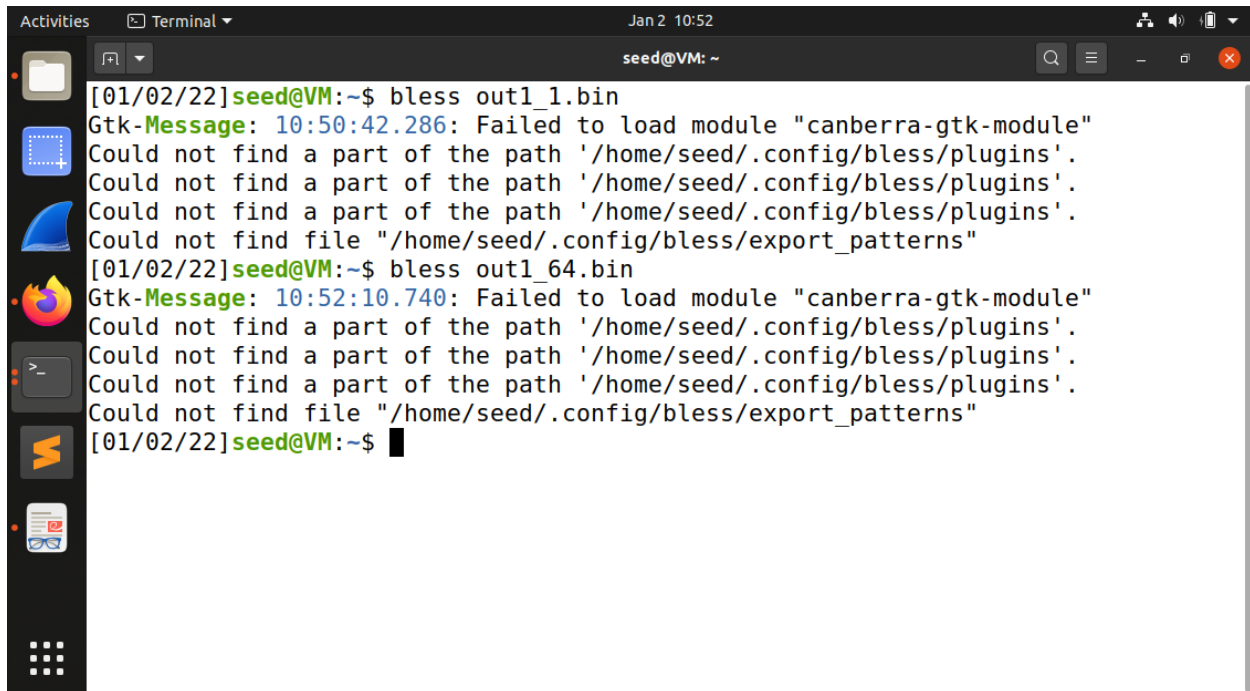 Activities Terminal Jan 2 10:52
seed@VM: ~
[01/02/22]seed@VM:~$ bless out1_1.bin
Gtk-Message: 10:50:42.286: Failed to load module "canberra-gtk-module"
Could not find a part of the path '/home/seed/.config/bless/plugins'.
Could not find a part of the path '/home/seed/.config/bless/plugins'.
Could not find a part of the path '/home/seed/.config/bless/plugins'.
Could not find file "/home/seed/.config/bless/export_patterns"
[01/02/22]seed@VM:~$ bless out1_64.bin
Gtk-Message: 10:52:10.740: Failed to load module "canberra-gtk-module"
Could not find a part of the path '/home/seed/.config/bless/plugins'.
Could not find a part of the path '/home/seed/.config/bless/plugins'.
Could not find a part of the path '/home/seed/.config/bless/plugins'.
Could not find file "/home/seed/.config/bless/export_patterns"
[01/02/22]seed@VM:~$